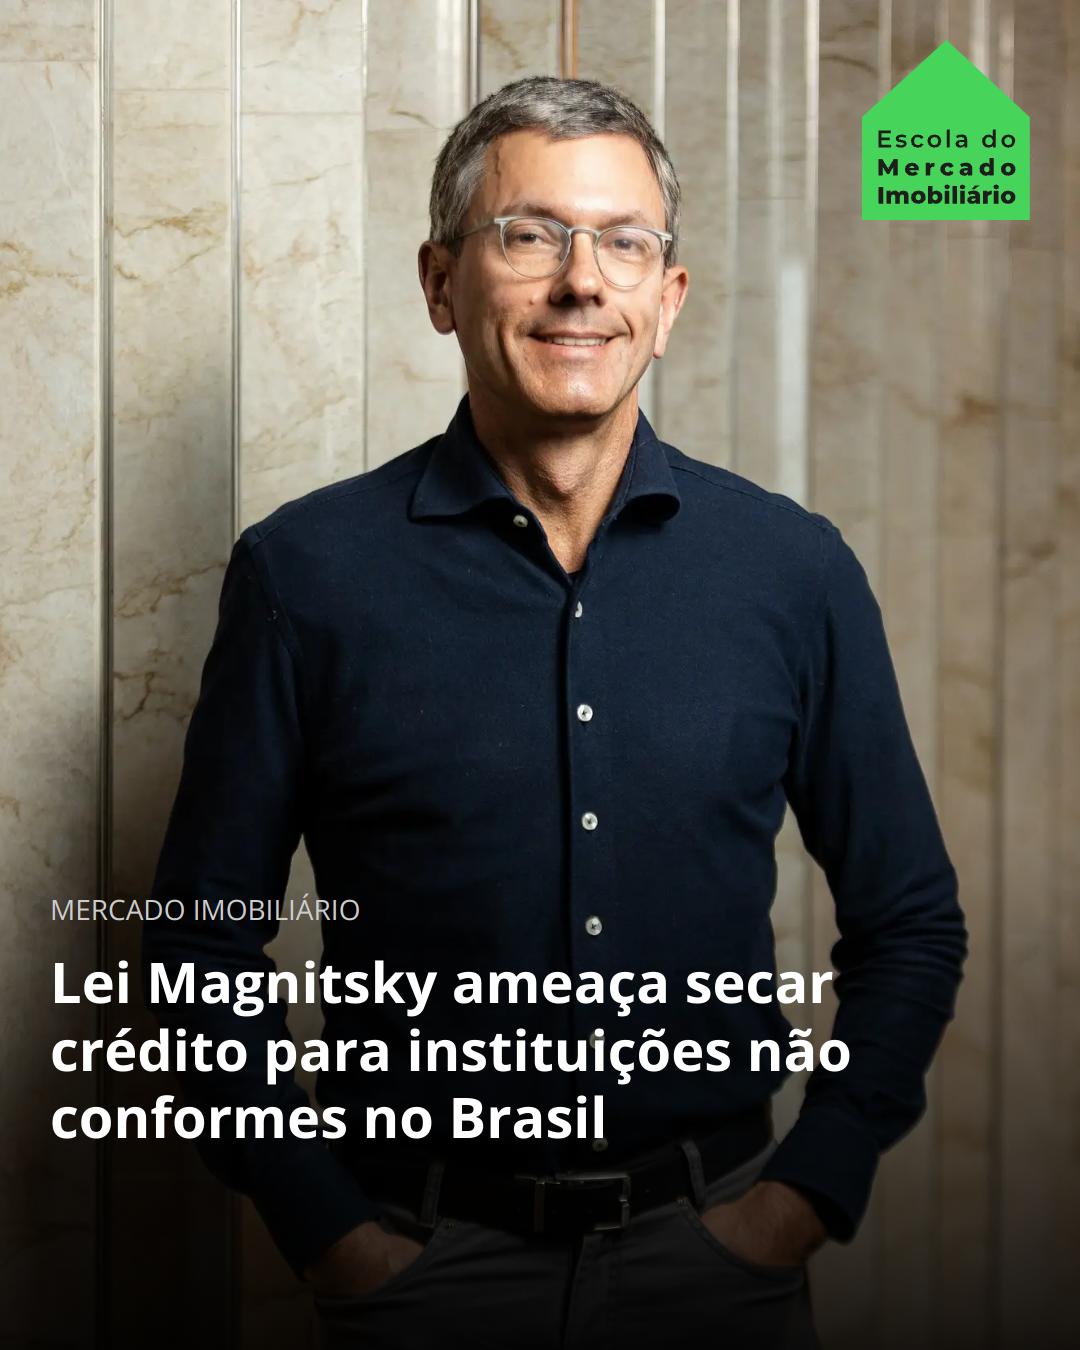 Escola do
Mercado
Imobiliário
MERCADO IMOBILIÁRIO
Lei Magnitsky ameaça secar
crédito para instituições não
conformes no Brasil